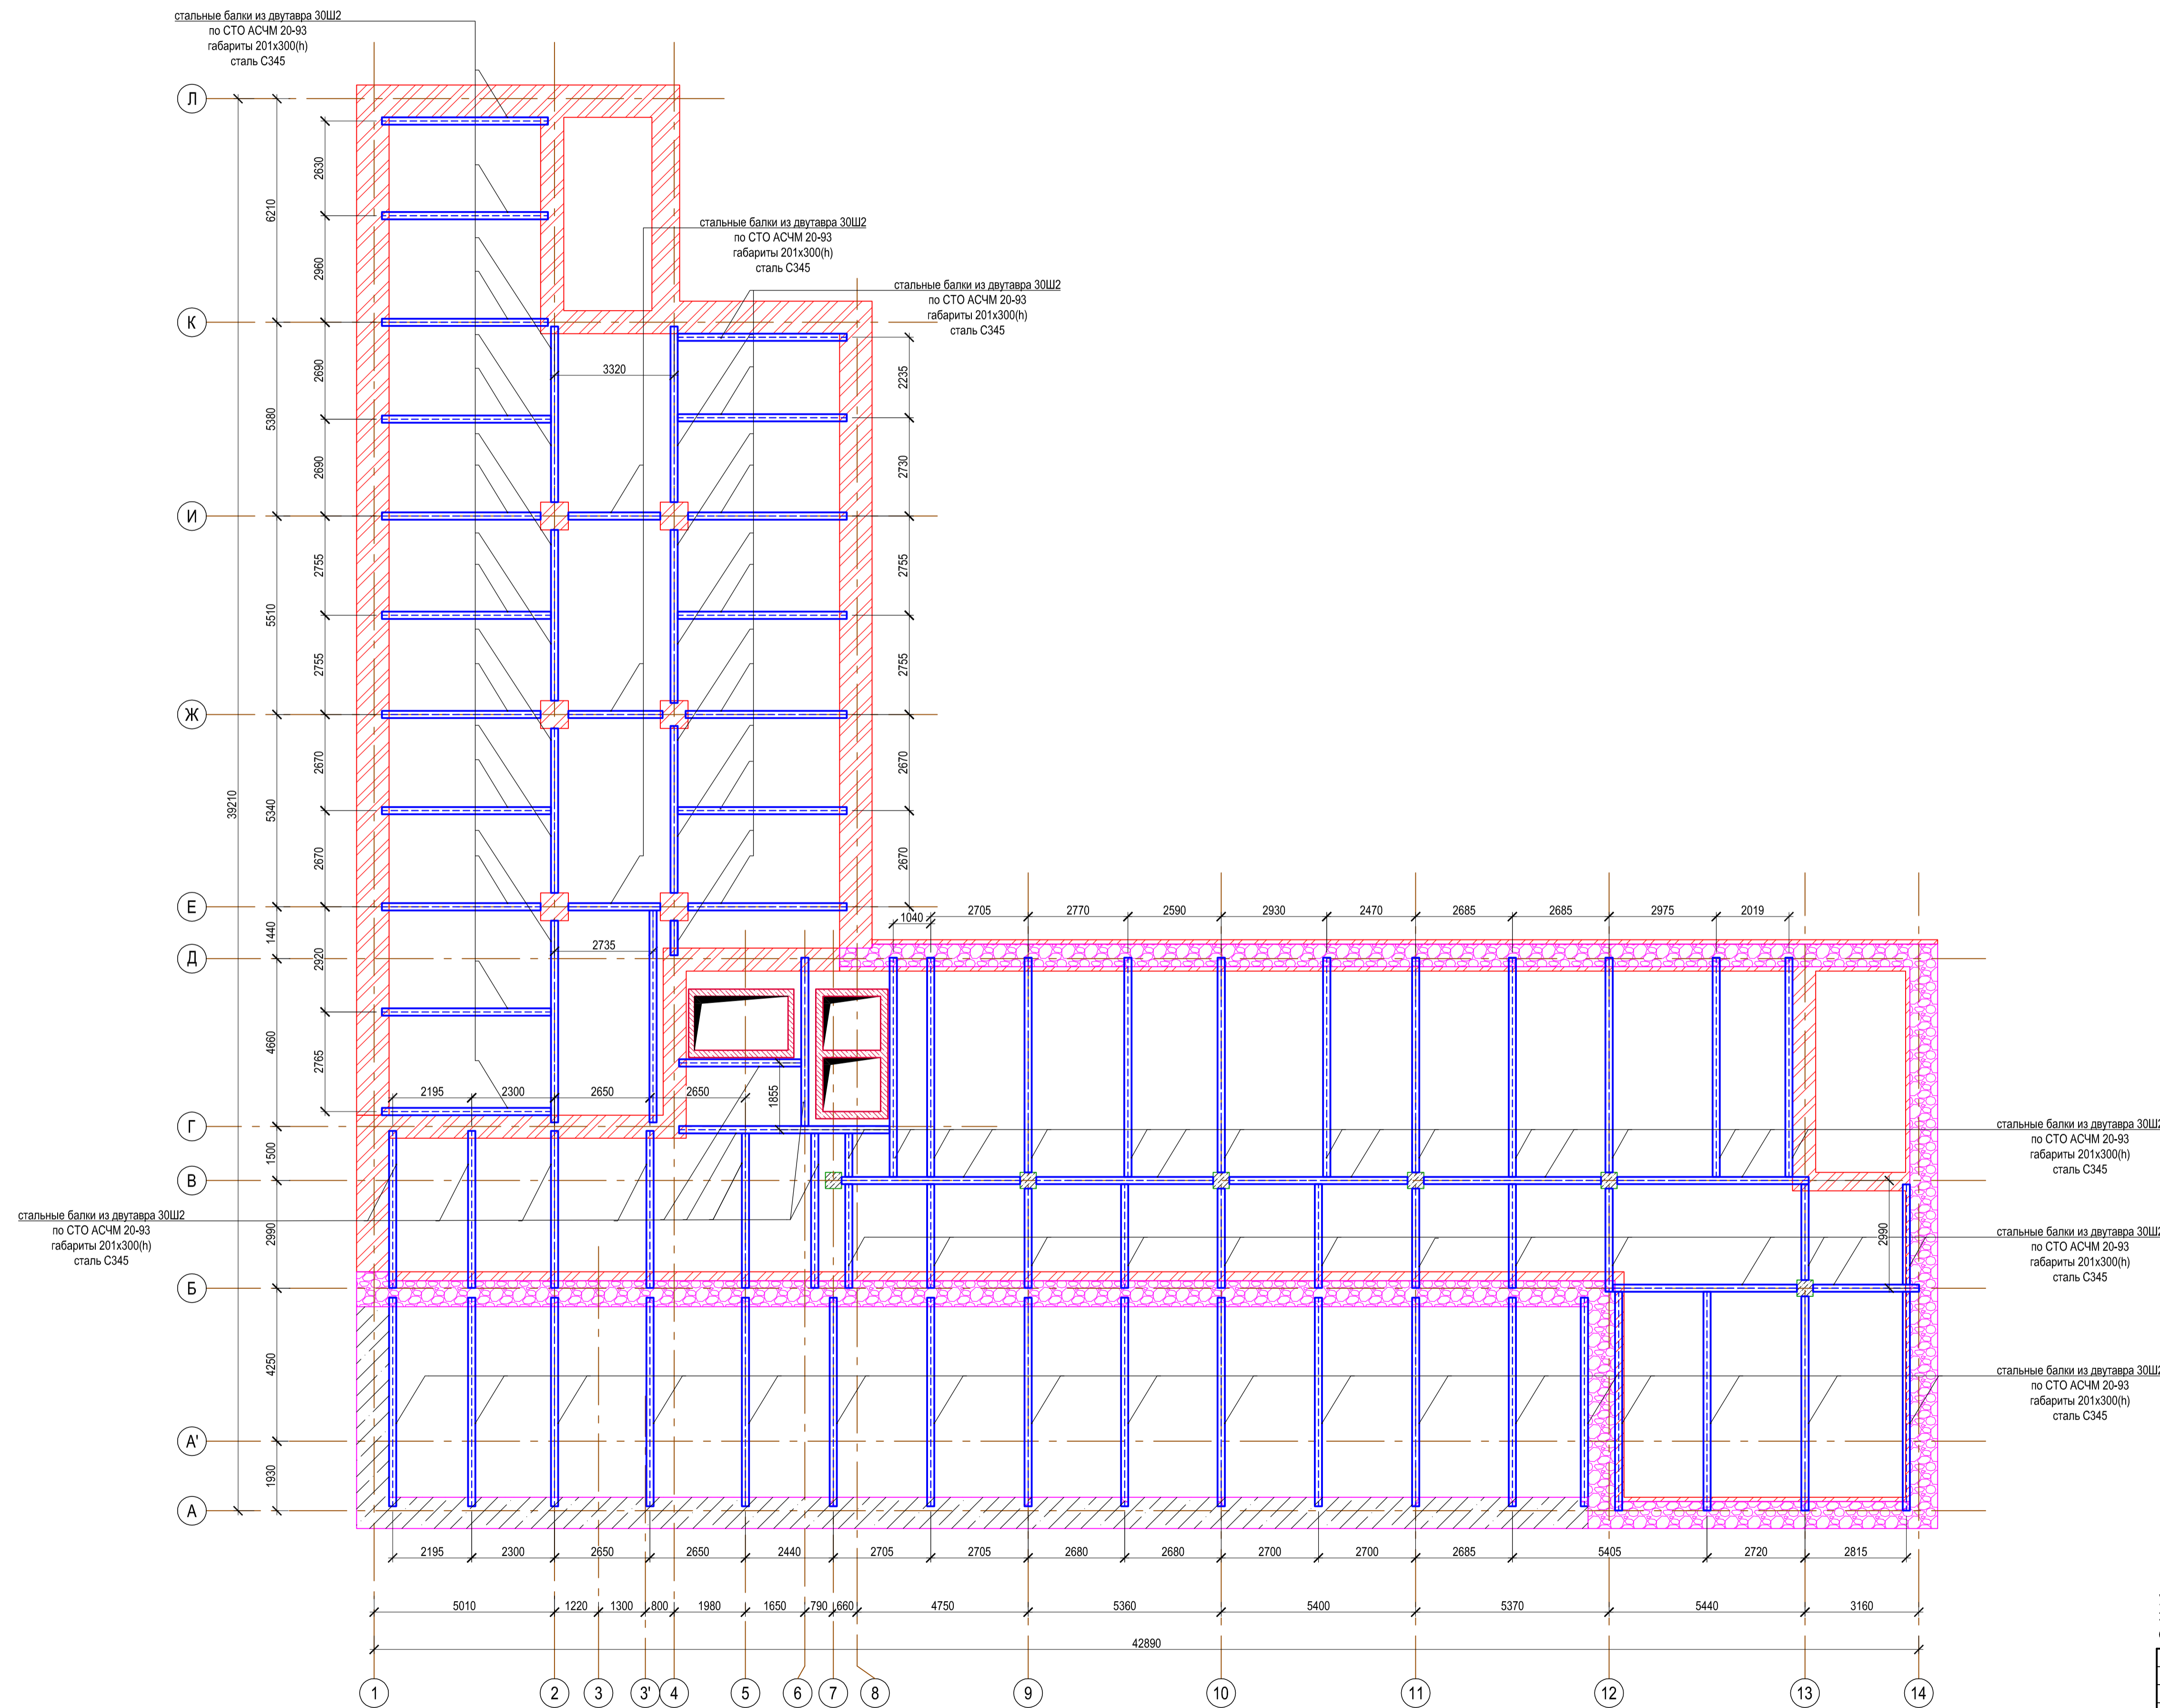 стальные балки из двутавра 30Ш2
по СТО АСЧМ 20-93
габариты 201х300(h)
сталь С345
Л
2630
6210
стальные балки из двутавра 30Ш2
по СТО АСЧМ 20-93
габариты 201х300(h)
сталь С345
2960
стальные балки из двутавра 30Ш2
по СТО АСЧМ 20-93
габариты 201х300(h)
сталь С345
К
3320
2690
2235
5380
2690
2730
И
2755
2755
5510
2755
2755
Ж
2670
2670
39210
5340
2670
2670
Е
1040
2705
2770
2590
2930
2470
2685
2685
2975
2019
1440
2735
2920
Д
4660
2765
2195
2300
2650
2650
1855
Г
стальные балки из двутавра 30Ш2
по СТО АСЧМ 20-93
габариты 201х300(h)
сталь С345
1500
В
стальные балки из двутавра 30Ш2
по СТО АСЧМ 20-93
габариты 201х300(h)
сталь С345
2990
2990
стальные балки из двутавра 30Ш2
по СТО АСЧМ 20-93
габариты 201х300(h)
сталь С345
Б
4250
стальные балки из двутавра 30Ш2
по СТО АСЧМ 20-93
габариты 201х300(h)
сталь С345
А'
1930
А
2195
2300
2650
2650
2440
2705
2705
2680
2680
2700
2700
2685
5405
2720
2815
5010
1220
1300
800
1980
1650
790
660
4750
5360
5400
5370
5440
3160
42890
1
2
3
3'
4
5
6
7
8
9
10
11
12
13
14